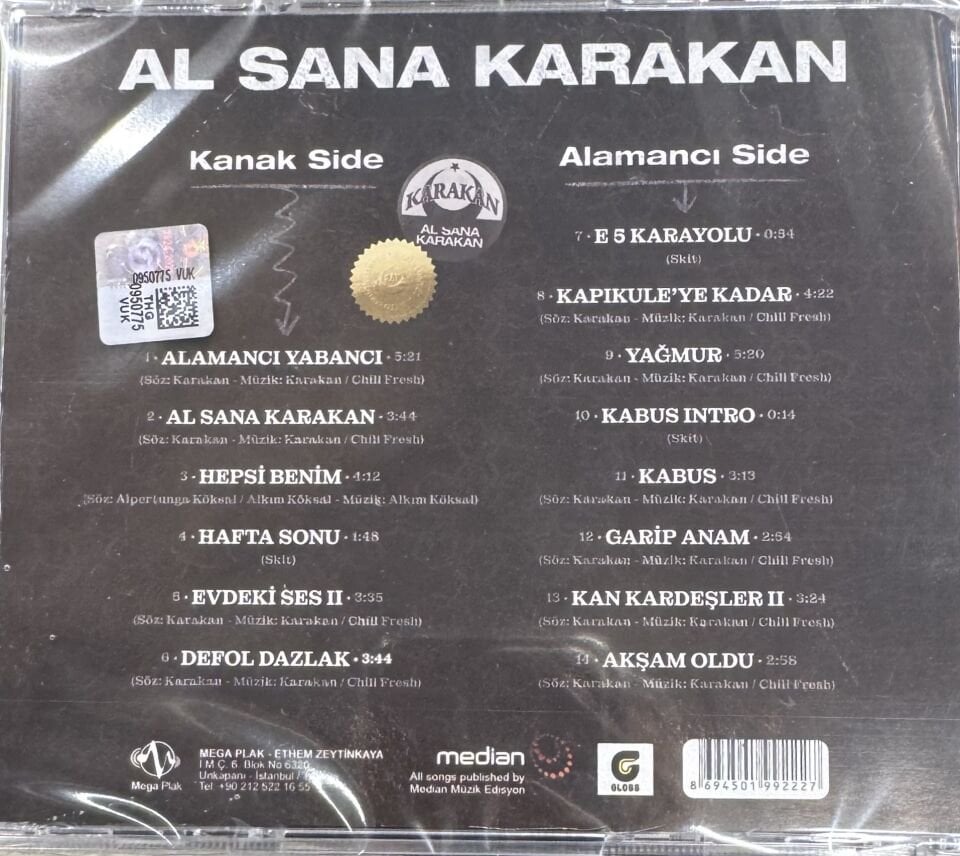 AL SANA KARAKAN
Kanak Side
1 · ALAMANCI YABANCI · 5:21
(Söz: Karakan - Müzik: Karakan / Chill Fresh)
2 · AL SANA KARAKAN · 3:44
(Söz: Karakan - Müzik: Karakan / Chill Fresh)
3 · HEPSİ BENİM · 4:12
(Söz: Alpertunga Köksal / Alkım Köksal - Müzik: Alkım Köksal)
4 · HAFTA SONU · 1:48
(Skit)
5 · EVDEKİ SES II · 3:35
(Söz: Karakan - Müzik: Karakan / Chill Fresh)
6 · DEFOL DAZLAK · 3:44
(Söz: Karakan - Müzik: Karakan / Chill Fresh)
KARAKAN
AL SANA
KARAKAN
0950775 VUK
THG
0950775
VUK
Alamancı Side
7 · E 5 KARAYOLU · 0:34
(Skit)
8 · KAPIKULE'YE KADAR · 4:22
(Söz: Karakan - Müzik: Karakan / Chill Fresh)
9 · YAĞMUR · 5:20
(Söz: Karakan - Müzik: Karakan / Chill Fresh)
10 · KABUS INTRO · 0:14
(Skit)
11 · KABUS · 3:13
(Söz: Karakan - Müzik: Karakan / Chill Fresh)
12 · GARİP ANAM · 2:54
(Söz: Karakan - Müzik: Karakan / Chill Fresh)
13 · KAN KARDEŞLER II · 3:24
(Söz: Karakan - Müzik: Karakan / Chill Fresh)
14 · AKŞAM OLDU · 2:58
(Söz: Karakan - Müzik: Karakan / Chill Fresh)
Mega Plak
MEGA PLAK - ETHEM ZEYTİNKAYA
İ M.Ç. 6. Blok No 6320
Unkapanı - İstanbul /
Tel: +90 212 522 16 55
median
All songs published by
Median Müzik Edisyon
GLOBB
8 694501 992227